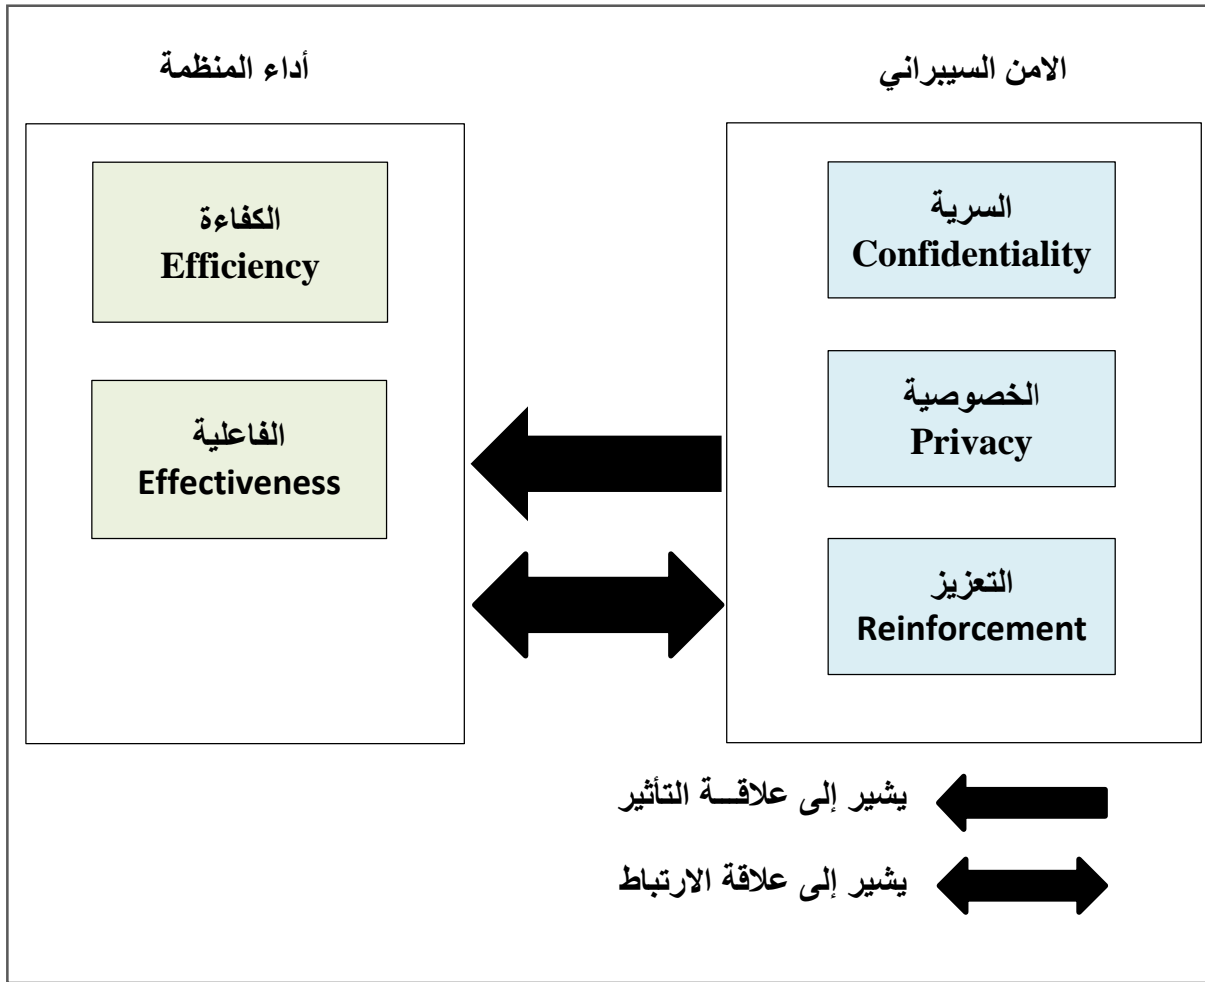 الامن السيبراني
أداء المنظمة
السرية
Confidentiality
الخصوصية
Privacy
التعزيز
Reinforcement
الكفاءة
Efficiency
الفاعلية
Effectiveness
يشير إلى علاقـــة التأثير
يشير إلى علاقة الارتباط